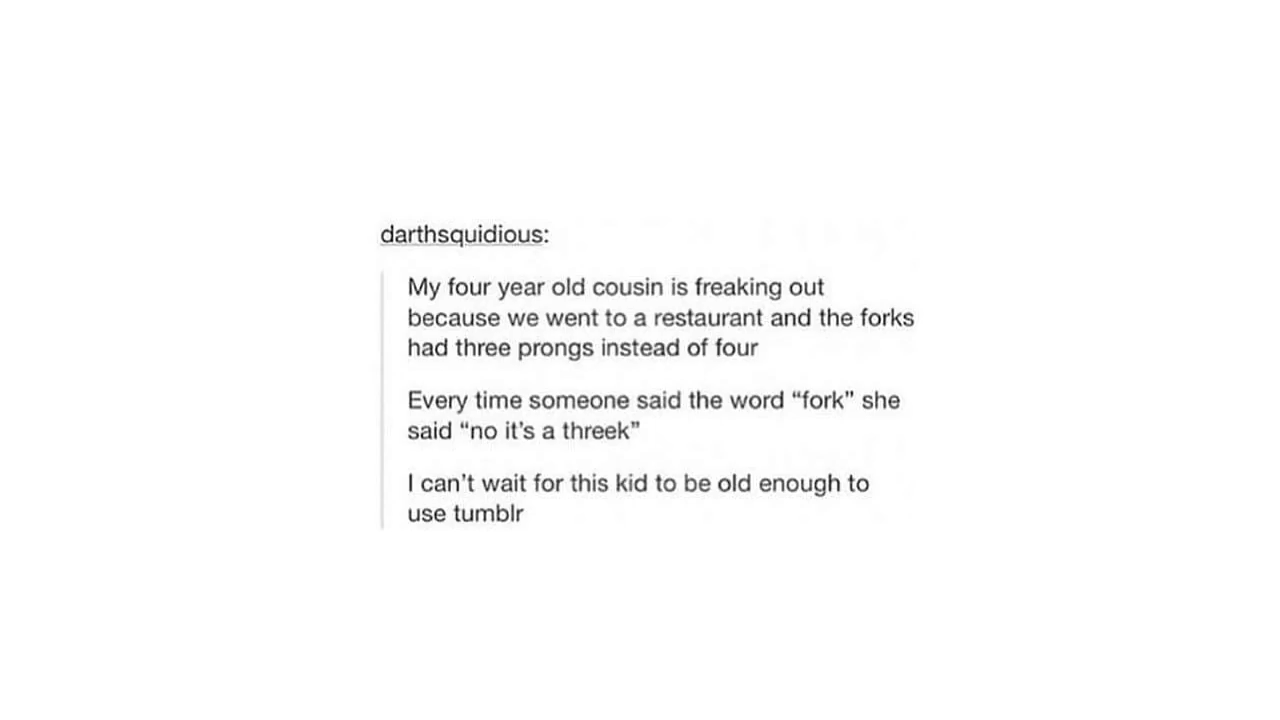 darthsquidious:
My four year old cousin is freaking out
because we went to a restaurant and the forks
had three prongs instead of four
Every time someone said the word “fork” she
said “no it’s a threek”
I can’t wait for this kid to be old enough to
use tumblr